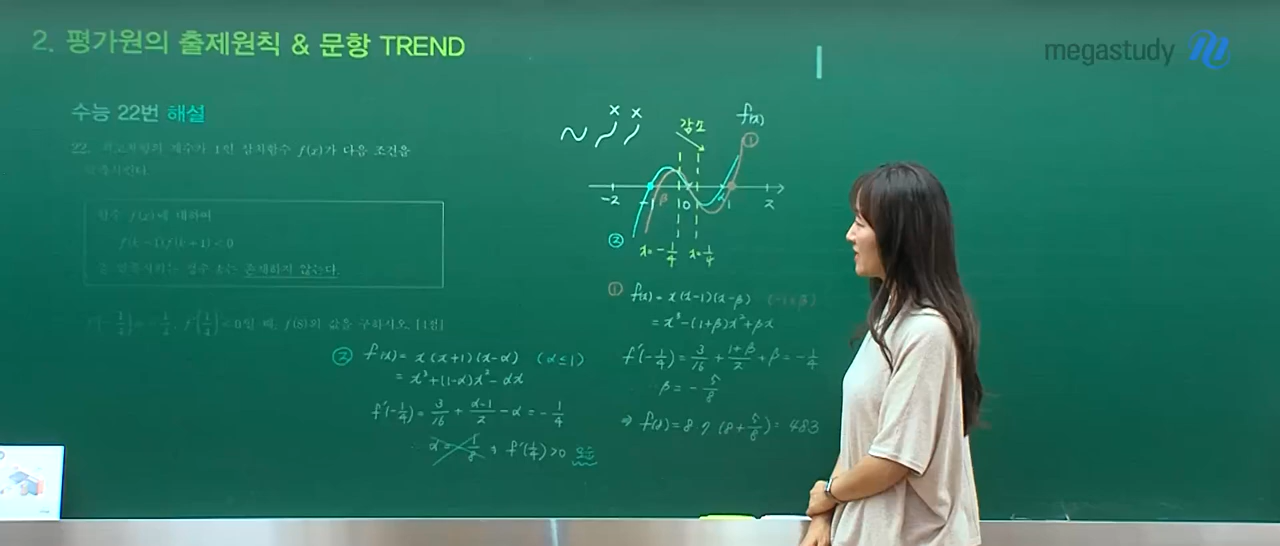 2. 평가원의 출제원칙 & 문항 TREND
megastudy
수능 22번 해설
22. 최고차항의 계수가 1인 삼차함수 f(x)가 다음 조건을
만족시킨다.
함수 f(x)에 대하여
f(k-1)f(k+1)<0
을 만족시키는 정수 k는 존재하지 않는다.
f'(-1/4)=-1/4, f'(1/4)<0일 때, f(8)의 값을 구하시오. [4점]
x x
감소
f(x)
①
-2 -1 β 0 α 1 2
②
x=-1/4 x=1/4
① f(x)=x(x-1)(x-β)
=x³-(1+β)x²+βx
f'(-1/4)=3/16+(1+β)/2+β=-1/4
β=-5/8
⇒ f(8)=8·7·(8+5/8)=483
② f(x)=x(x+1)(x-α) (α≤1)
=x³+(1-α)x²-αx
f'(-1/4)=3/16+(α-1)/2-α=-1/4
f'(1/4)>0 모순